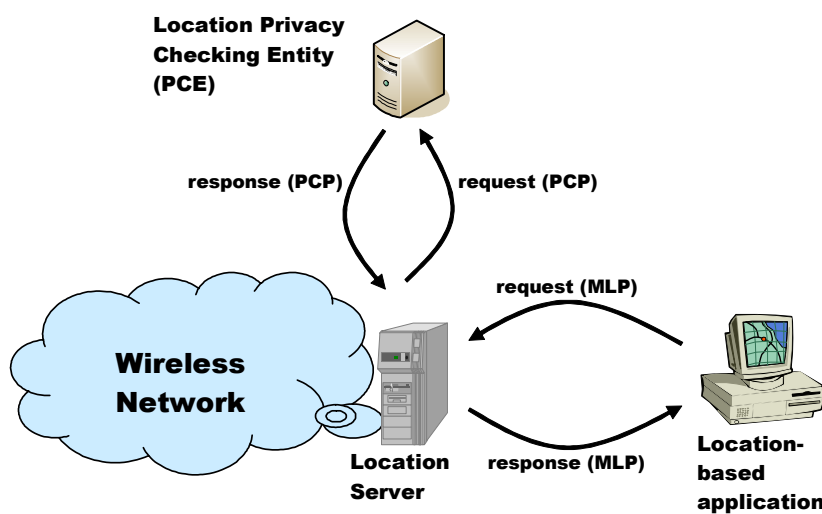 Location Privacy
Checking Entity
(PCE)
response (PCP)
request (PCP)
request (MLP)
Wireless
Network
Location
Server
response (MLP)
Location-
based
application